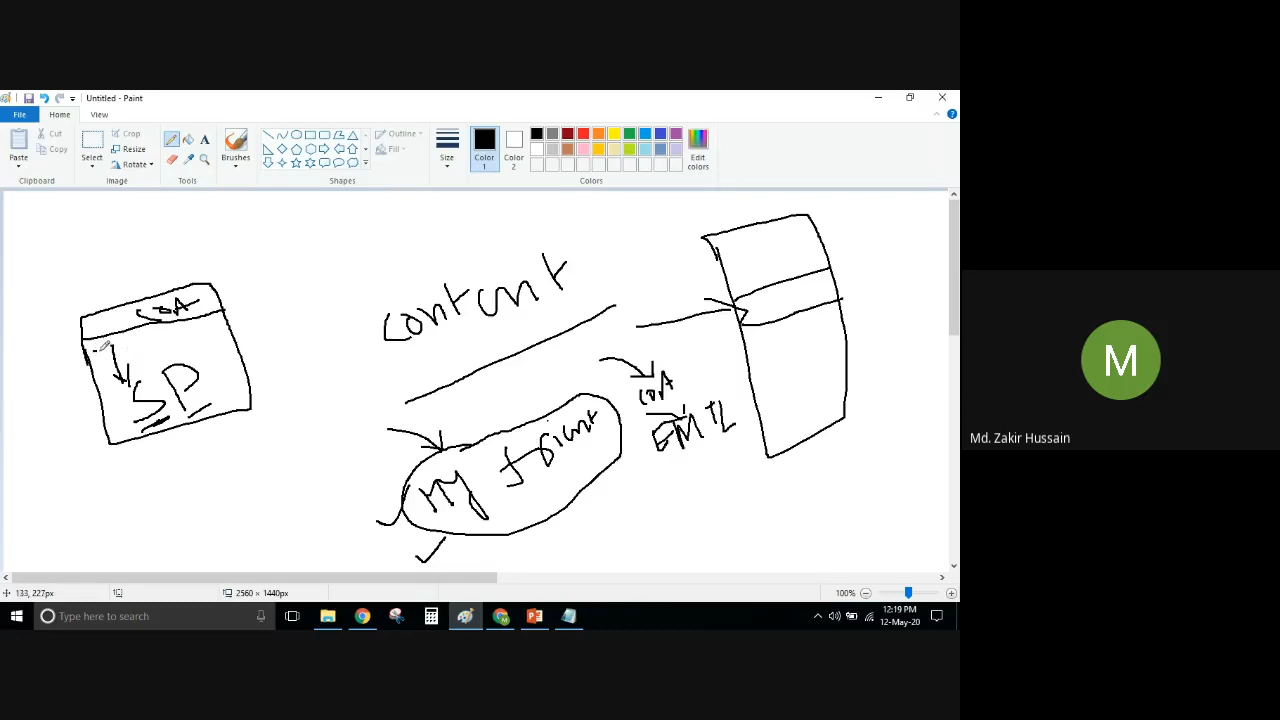 Untitled - Paint
File
Home
View
Paste
Cut
Copy
Clipboard
Select
Crop
Resize
Rotate
Image
Tools
Brushes
Outline
Fill
Shapes
Size
Color
1
Color
2
Edit
colors
Colors
content
COA
SP
COA
My
133, 227px
2560 × 1440px
100%
Type here to search
12:19 PM
12-May-20
M
Md. Zakir Hussain